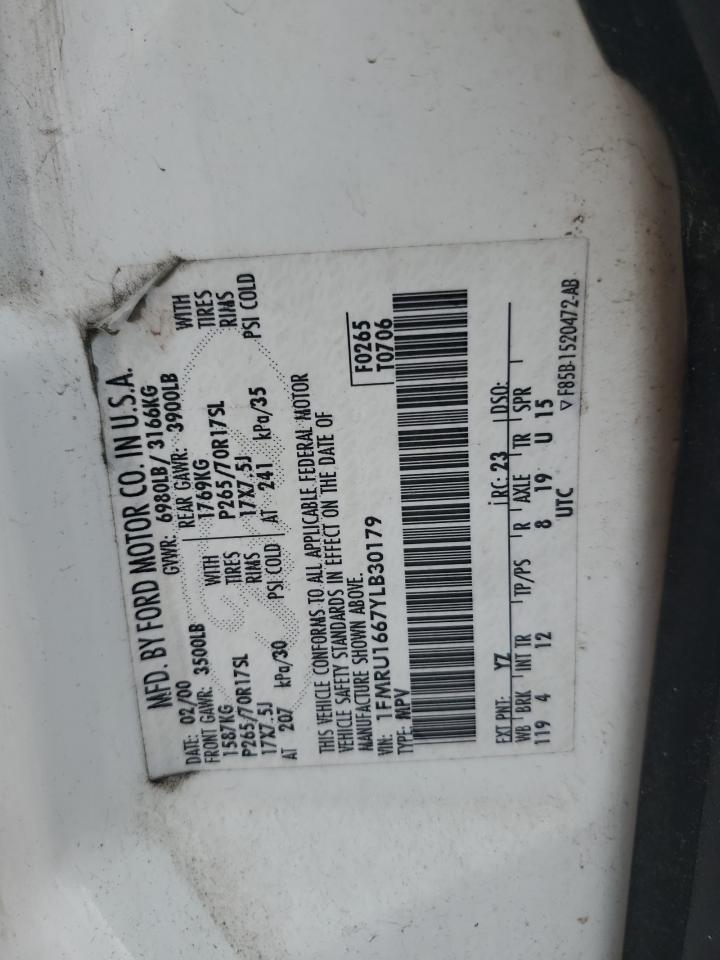 MFD. BY FORD MOTOR CO. IN U.S.A.
DATE: 02/00 GVWR: 6980LB/ 3166KG
FRONT GAWR: 3500LB REAR GAWR: 3900LB
1587KG WITH 1769KG WITH
P265/70R17SL TIRES P265/70R17SL TIRES
17X7.5J RIMS 17X7.5J RIMS
AT 207 kPa/30 PSI COLD AT 241 kPa/35 PSI COLD
THIS VEHICLE CONFORMS TO ALL APPLICABLE FEDERAL MOTOR
VEHICLE SAFETY STANDARDS IN EFFECT ON THE DATE OF
MANUFACTURE SHOWN ABOVE.
VIN: 1FMRU1667YLB30179 F0265
TYPE: MPV T0706
EXT PNT: YZ RC: 23 DSO:
WB BRK INT TR TP/PS R AXLE TR SPR
119 4 12 8 19 U 15
UTC
▽ F85B-1520472-AB